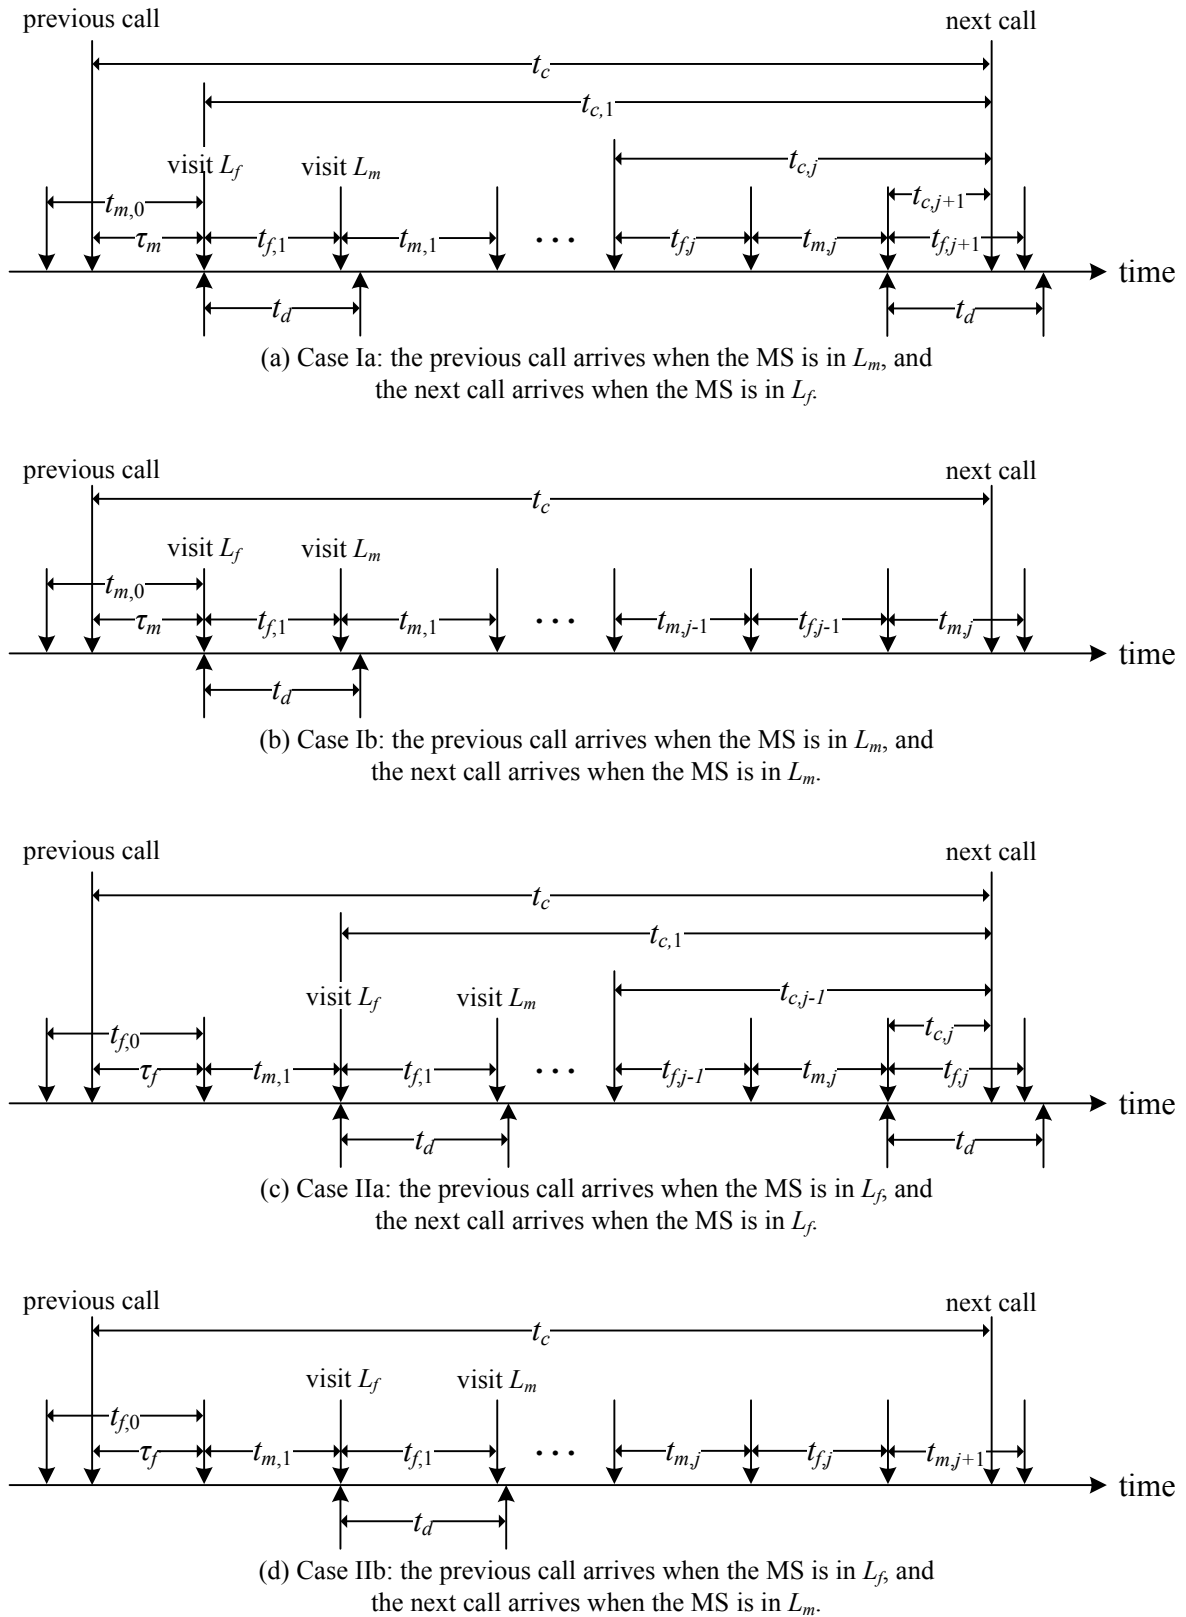 previous call next call
t_c
t_{c,1}
visit L_f visit L_m t_{c,j}
t_{m,0} t_{c,j+1}
τ_m t_{f,1} t_{m,1} ... t_{f,j} t_{m,j} t_{f,j+1}
time
t_d t_d
(a) Case Ia: the previous call arrives when the MS is in L_m, and
the next call arrives when the MS is in L_f.
previous call next call
t_c
visit L_f visit L_m
t_{m,0}
τ_m t_{f,1} t_{m,1} ... t_{m,j-1} t_{f,j-1} t_{m,j}
time
t_d
(b) Case Ib: the previous call arrives when the MS is in L_m, and
the next call arrives when the MS is in L_m.
previous call next call
t_c
t_{c,1}
visit L_f visit L_m t_{c,j-1}
t_{f,0} t_{c,j}
τ_f t_{m,1} t_{f,1} ... t_{f,j-1} t_{m,j} t_{f,j}
time
t_d t_d
(c) Case IIa: the previous call arrives when the MS is in L_f, and
the next call arrives when the MS is in L_f.
previous call next call
t_c
visit L_f visit L_m
t_{f,0}
τ_f t_{m,1} t_{f,1} ... t_{m,j} t_{f,j} t_{m,j+1}
time
t_d
(d) Case IIb: the previous call arrives when the MS is in L_f, and
the next call arrives when the MS is in L_m.